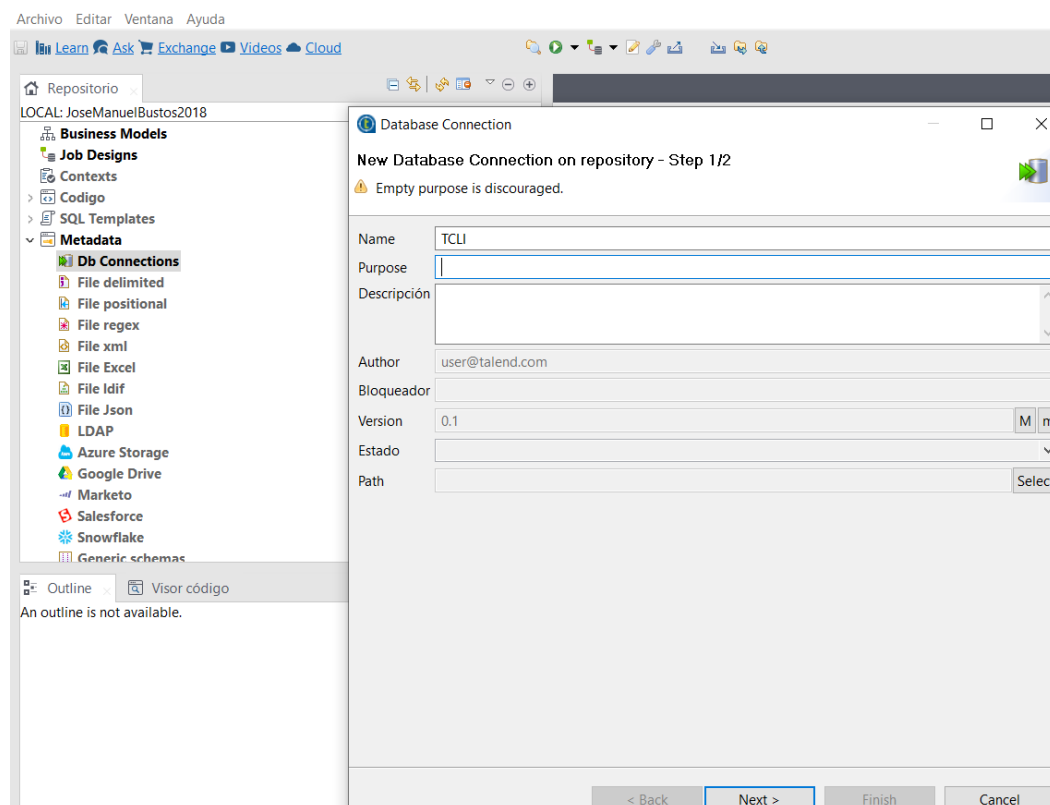 Archivo Editar Ventana Ayuda
Learn Ask Exchange Videos Cloud
Repositorio
LOCAL: JoseManuelBustos2018
Business Models
Job Designs
Contexts
Codigo
SQL Templates
Metadata
Db Connections
File delimited
File positional
File regex
File xml
File Excel
File ldif
File Json
LDAP
Azure Storage
Google Drive
Marketo
Salesforce
Snowflake
Generic schemas
Outline Visor código
An outline is not available.
Database Connection
New Database Connection on repository - Step 1/2
Empty purpose is discouraged.
Name TCLI
Purpose
Descripción
Author user@talend.com
Bloqueador
Version 0.1 M m
Estado
Path Selec
< Back Next > Finish Cancel